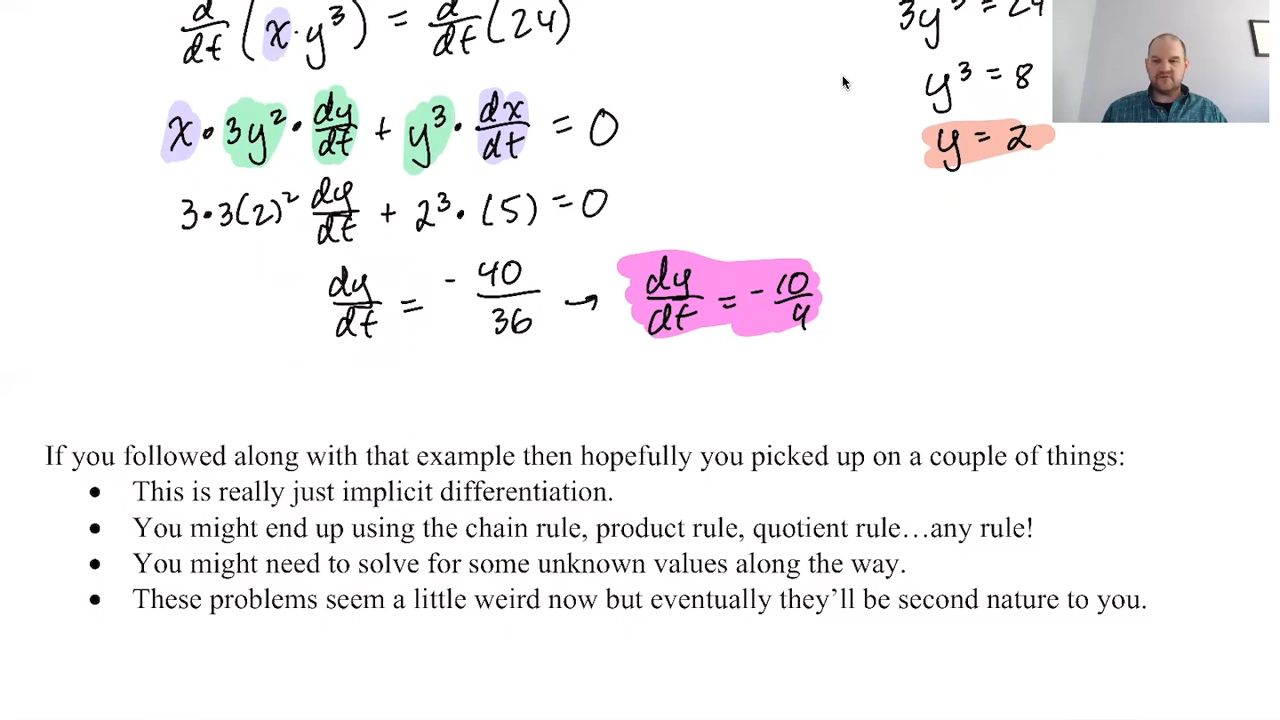 d/dt (x·y³) = d/dt (24)
x · 3y² · dy/dt + y³ · dx/dt = 0
3·3(2)² dy/dt + 2³ · (5) = 0
dy/dt = - 40/36 → dy/dt = - 10/9
3y³ = 24
y³ = 8
y = 2
If you followed along with that example then hopefully you picked up on a couple of things:
• This is really just implicit differentiation.
• You might end up using the chain rule, product rule, quotient rule…any rule!
• You might need to solve for some unknown values along the way.
• These problems seem a little weird now but eventually they’ll be second nature to you.